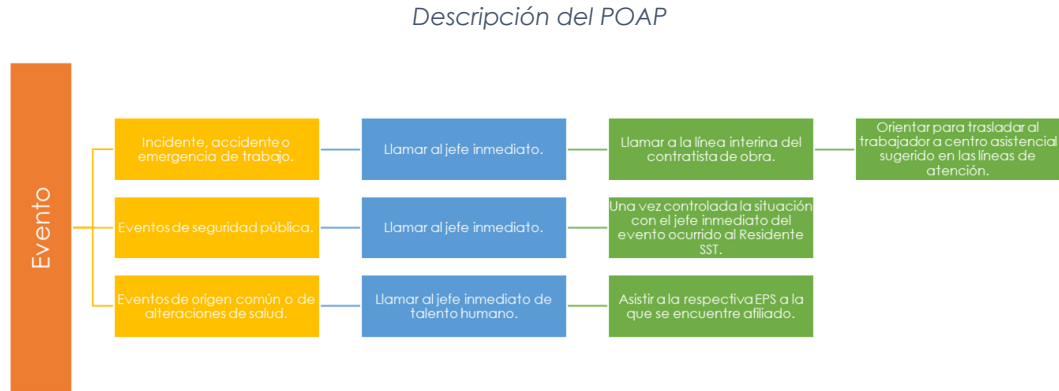 Descripción del POAP
Evento
Incidente, accidente o
emergencia de trabajo.
Llamar al jefe inmediato.
Llamar a la línea interina del
contratista de obra.
Orientar para trasladar al
trabajador a centro asistencial
sugerido en las líneas de
atención.
Eventos de seguridad pública.
Llamar al jefe inmediato.
Una vez controlada la situación
con el jefe inmediato del
evento ocurrido al Residente
SST.
Eventos de origen común o de
alteraciones de salud.
Llamar al jefe inmediato de
talento humano.
Asistir a la respectiva EPS a la
que se encuentre afiliado.